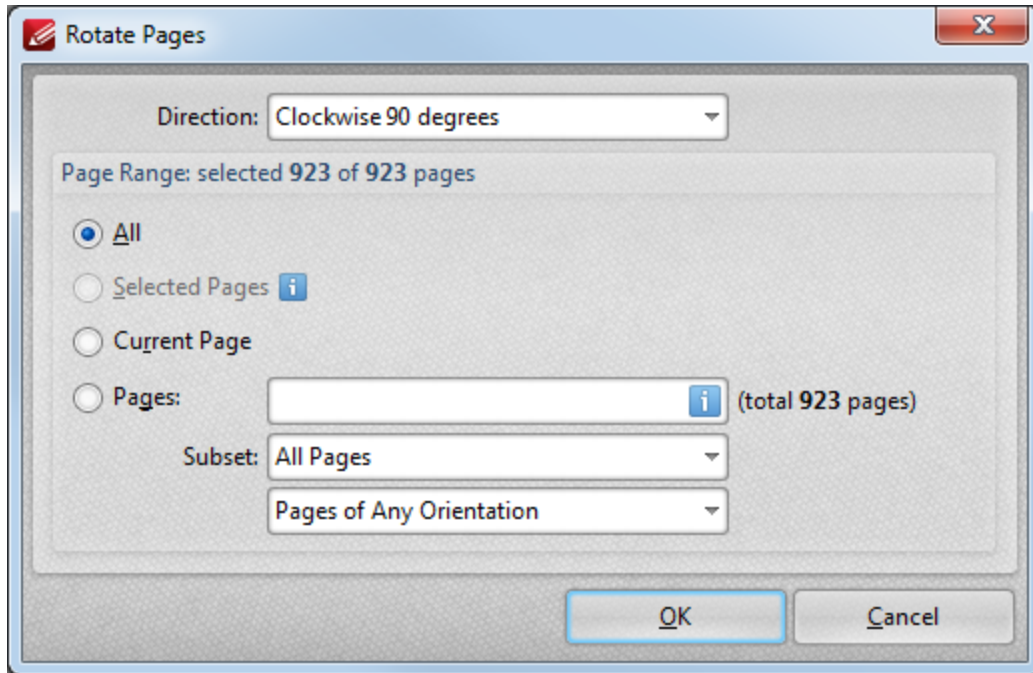 Rotate Pages
Direction: Clockwise 90 degrees
Page Range: selected 923 of 923 pages
All
Selected Pages
Current Page
Pages: (total 923 pages)
Subset: All Pages
Pages of Any Orientation
OK Cancel